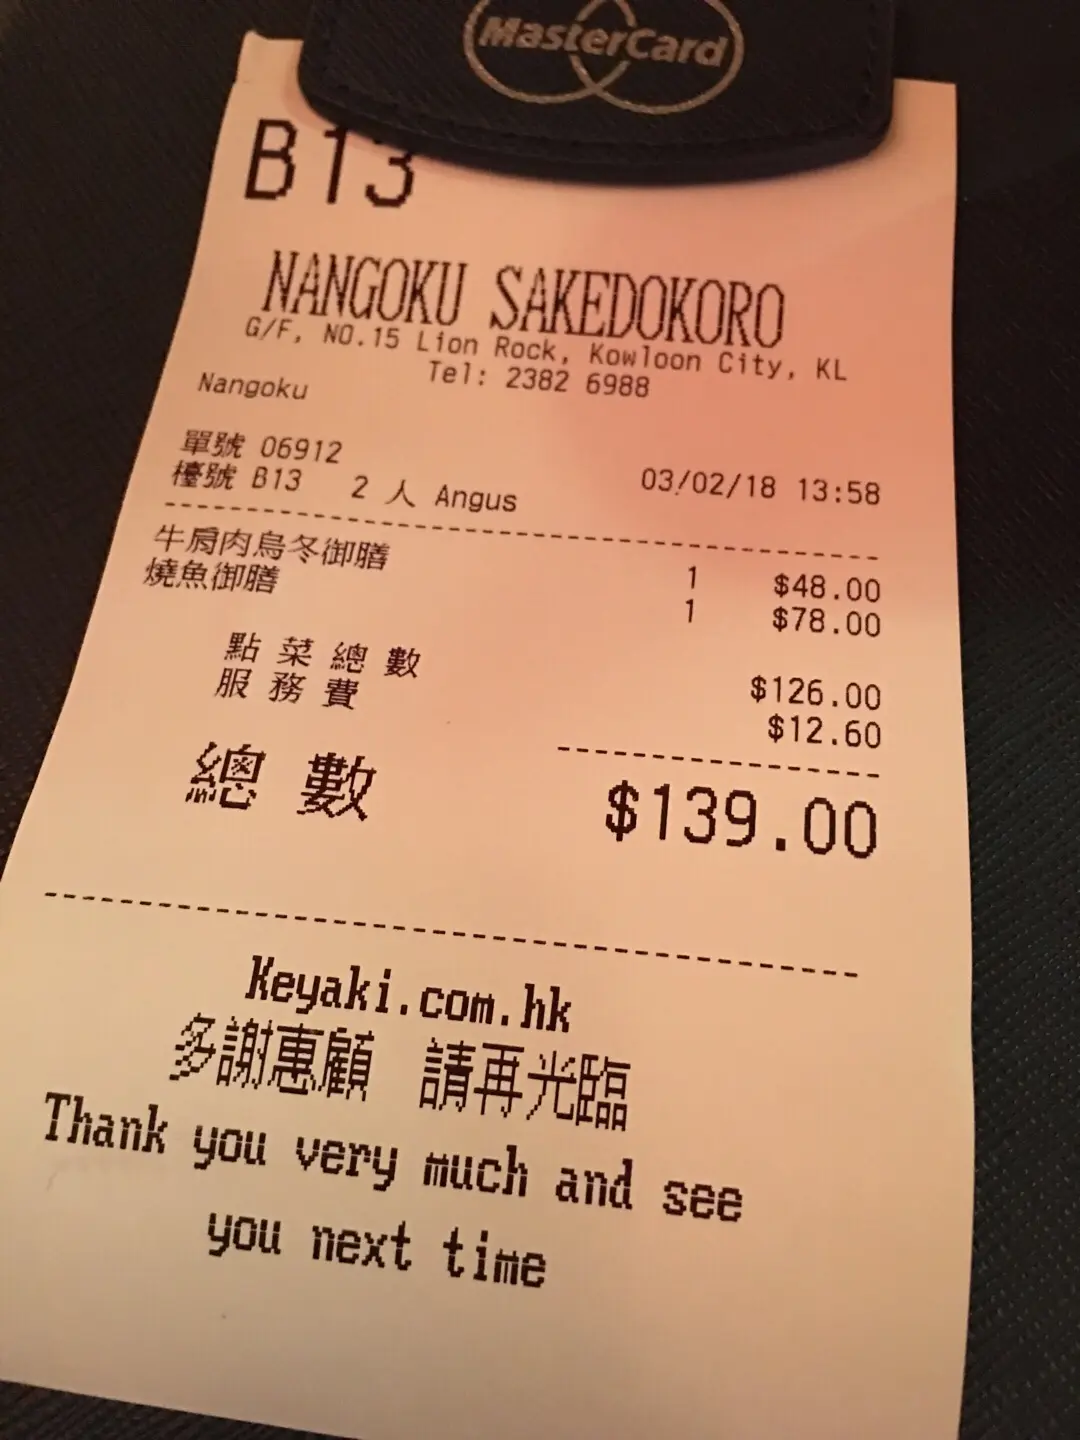 MasterCard
B13
NANGOKU SAKEDOKORO
G/F, NO.15 Lion Rock, Kowloon City, KL
Tel: 2382 6988
Nangoku
單號 06912 03/02/18 13:58
檯號 B13 2 人 Angus
牛肩肉烏冬御膳 1 $48.00
燒魚御膳 1 $78.00
點菜總數 $126.00
服務費 $12.60
總數 $139.00
Keyaki.com.hk
多謝惠顧 請再光臨
Thank you very much and see
you next time